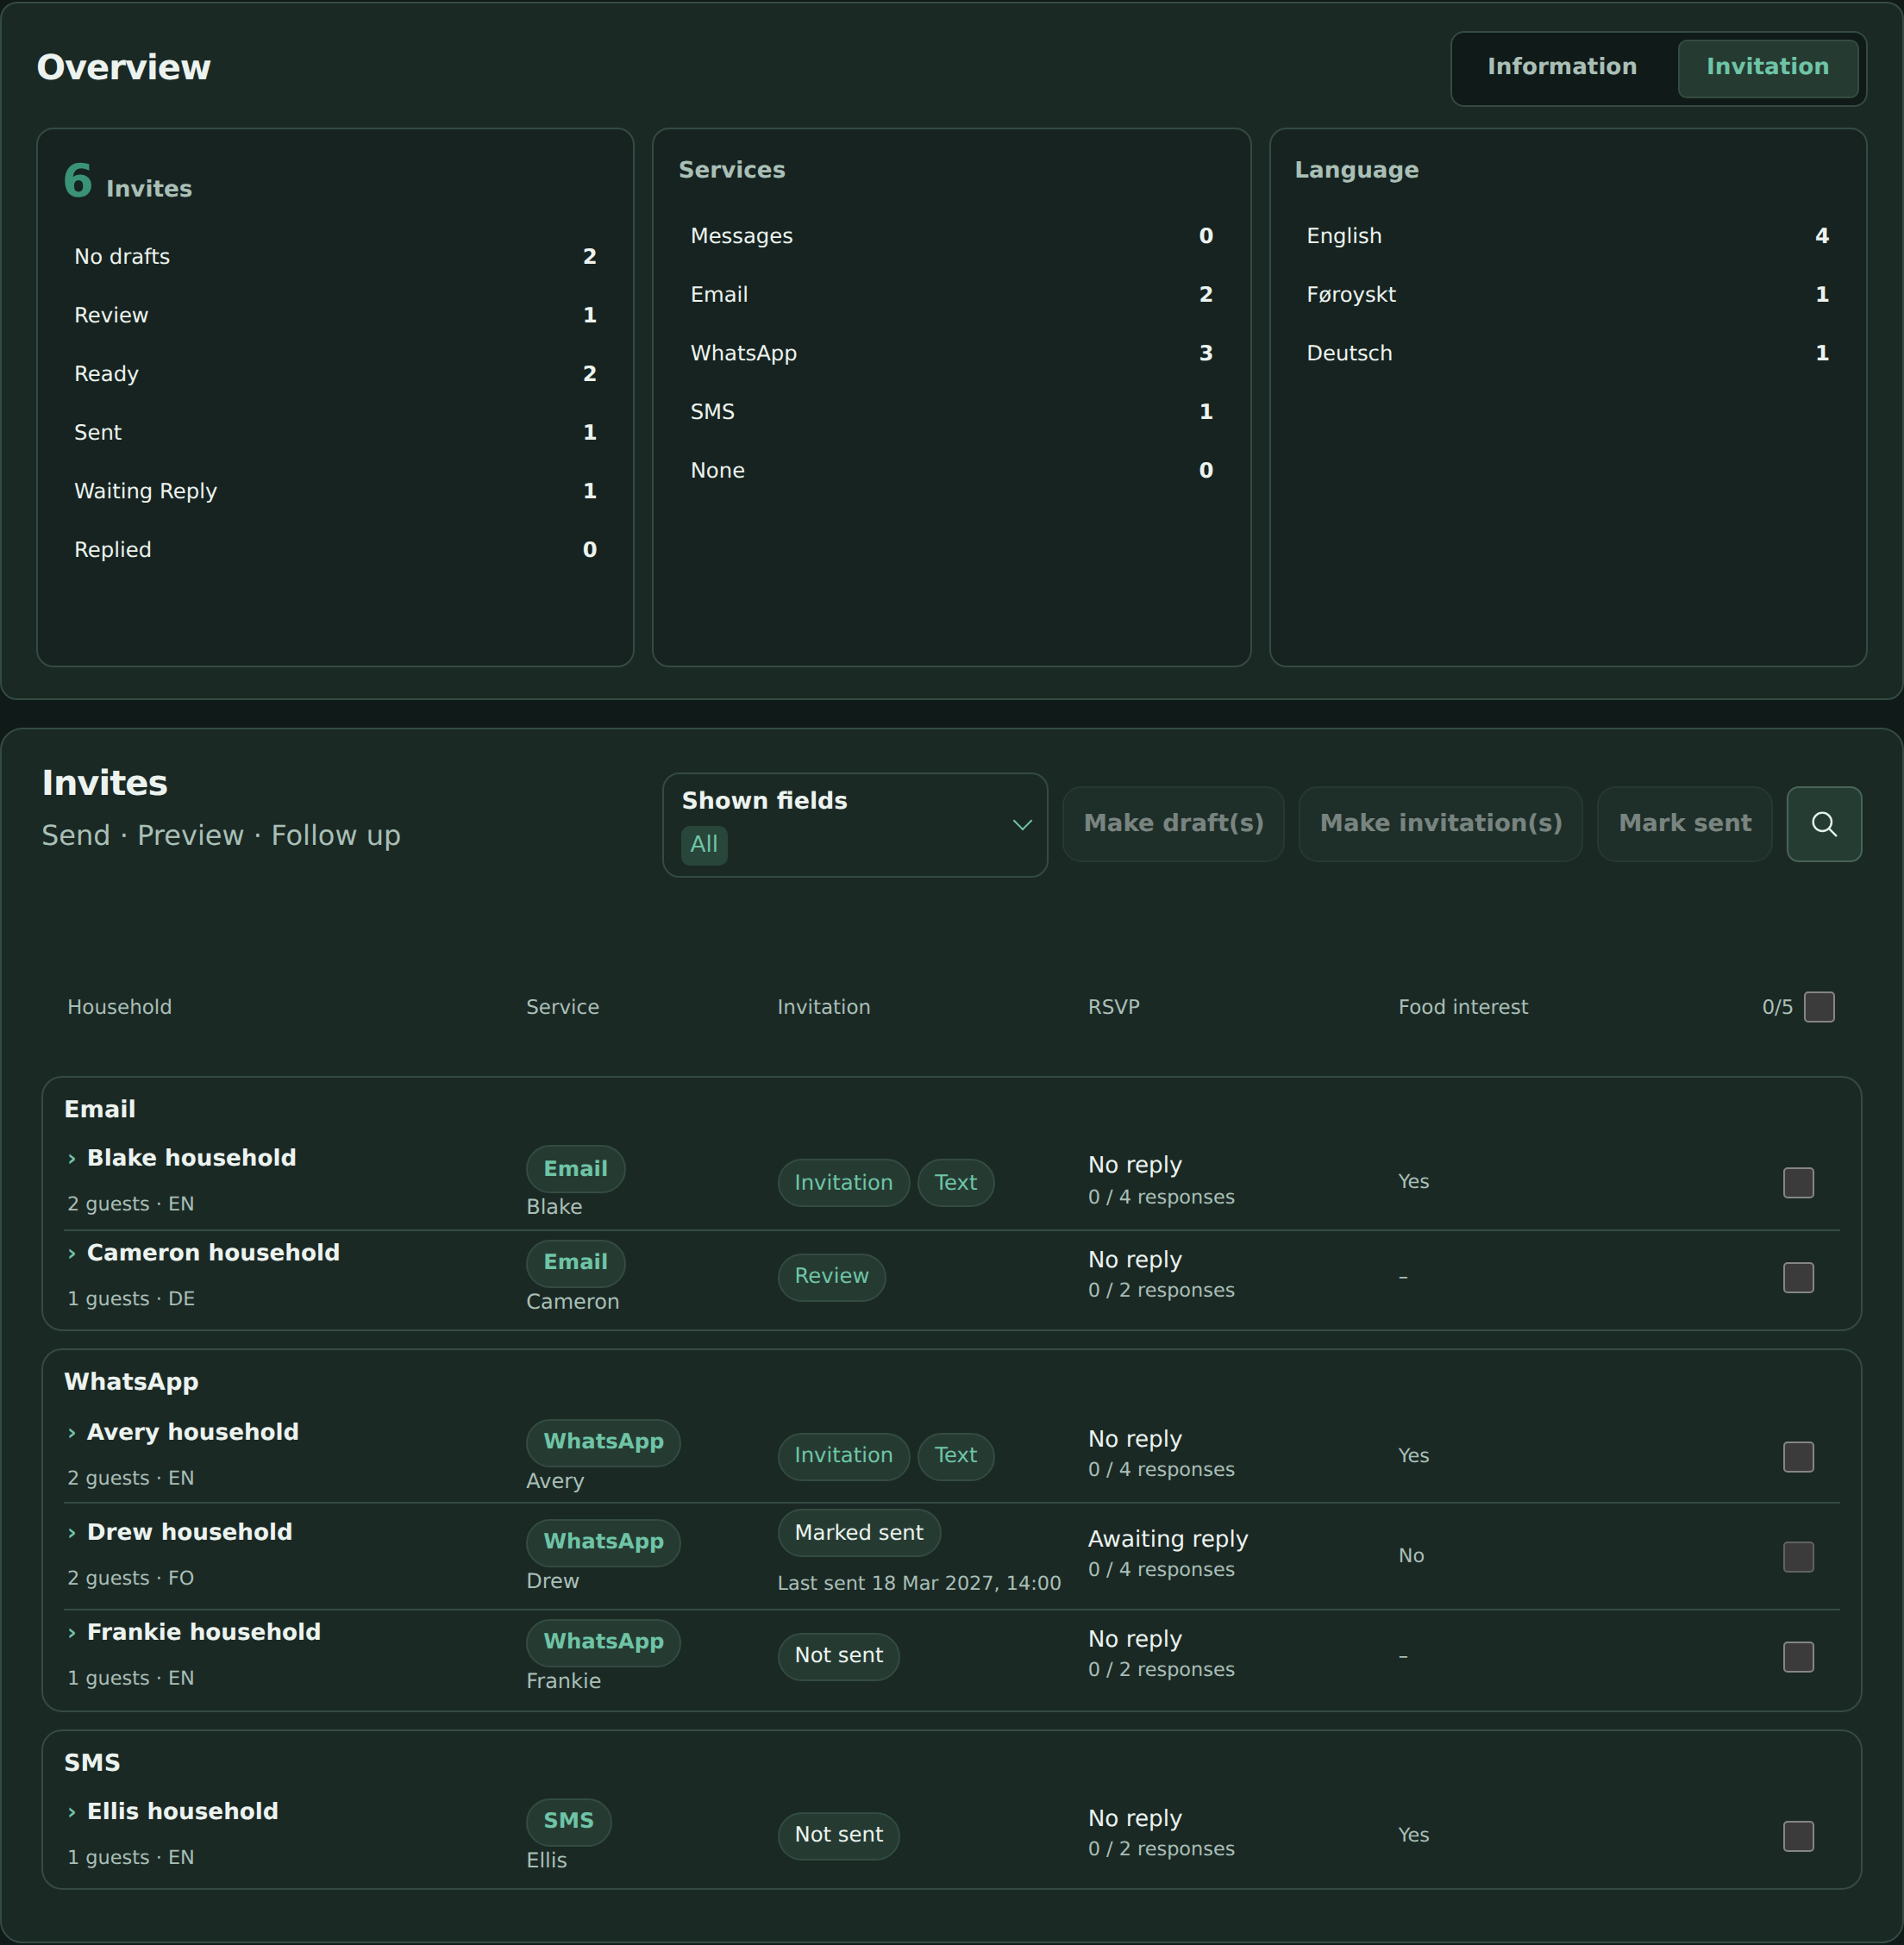 Overview
Information
Invitation
6 Invites
No drafts 2
Review 1
Ready 2
Sent 1
Waiting Reply 1
Replied 0
Services
Messages 0
Email 2
WhatsApp 3
SMS 1
None 0
Language
English 4
Føroyskt 1
Deutsch 1
Invites
Send · Preview · Follow up
Shown fields
All
Make draft(s)
Make invitation(s)
Mark sent
Household Service Invitation RSVP Food interest 0/5
Email
› Blake household
2 guests · EN
Email
Blake
Invitation Text
No reply
0 / 4 responses
Yes
› Cameron household
1 guests · DE
Email
Cameron
Review
No reply
0 / 2 responses
–
WhatsApp
› Avery household
2 guests · EN
WhatsApp
Avery
Invitation Text
No reply
0 / 4 responses
Yes
› Drew household
2 guests · FO
WhatsApp
Drew
Marked sent
Last sent 18 Mar 2027, 14:00
Awaiting reply
0 / 4 responses
No
› Frankie household
1 guests · EN
WhatsApp
Frankie
Not sent
No reply
0 / 2 responses
–
SMS
› Ellis household
1 guests · EN
SMS
Ellis
Not sent
No reply
0 / 2 responses
Yes